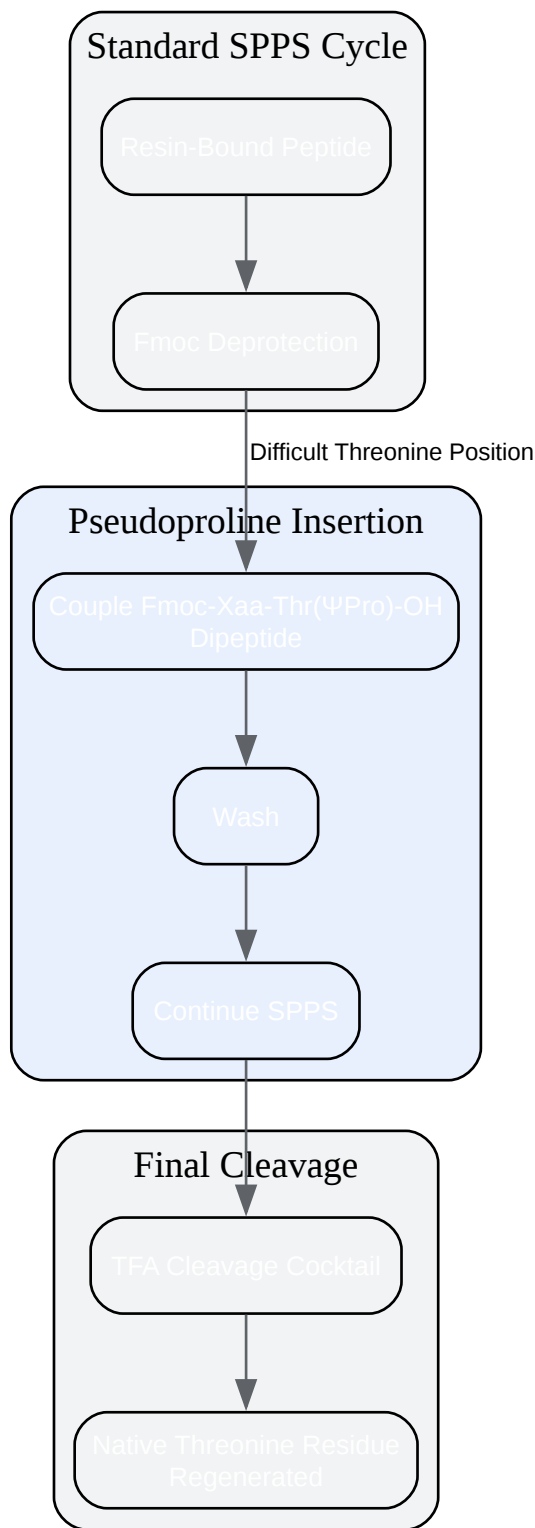 Standard SPPS Cycle
Resin-Bound Peptide
Fmoc Deprotection
Difficult Threonine Position
Pseudoproline Insertion
Couple Fmoc-Xaa-Thr(ΨPro)-OH
Dipeptide
Wash
Continue SPPS
Final Cleavage
TFA Cleavage Cocktail
Native Threonine Residue
Regenerated